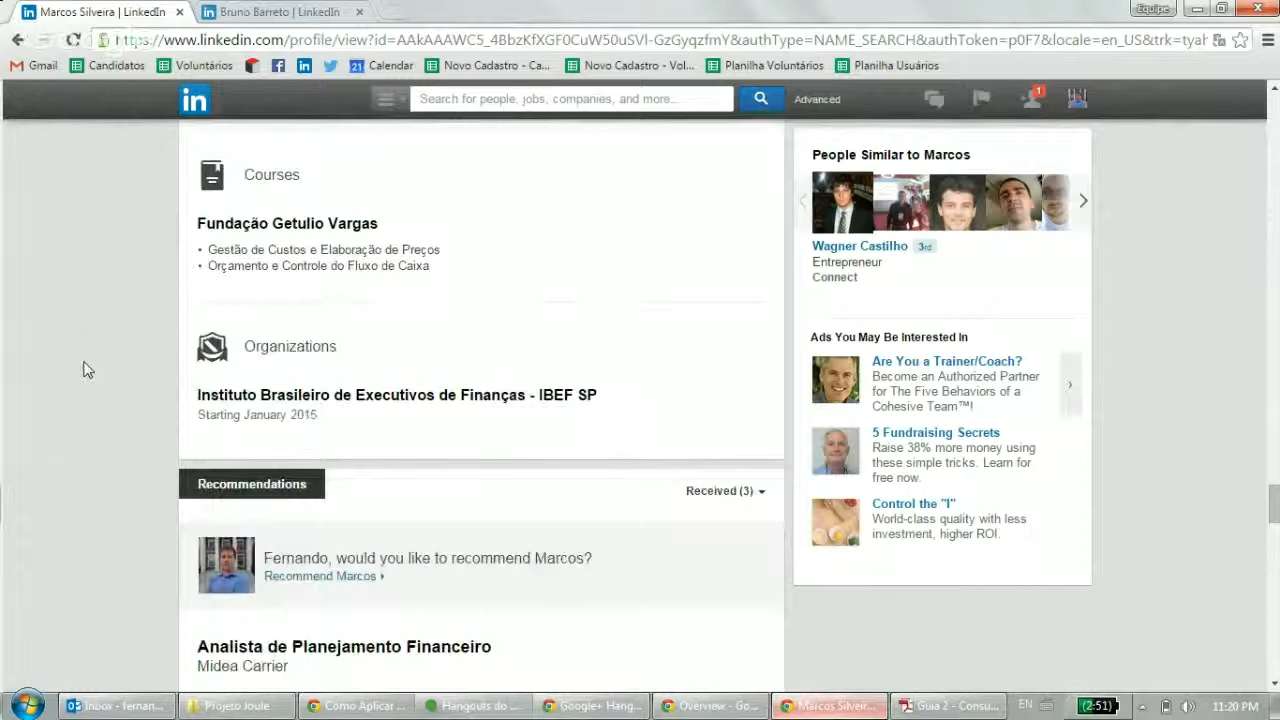 Marcos Silveira | LinkedIn
Bruno Barreto | LinkedIn
Equipe
https://www.linkedin.com/profile/view?id=
&authType=NAME_SEARCH&authToken=p0F7&locale=en_US&trk=tyah
Gmail
Candidatos
Voluntários
Calendar
Novo Cadastro - Ca...
Novo Cadastro - Vol...
Planilha Voluntários
Planilha Usuários
in
Search for people, jobs, companies, and more...
Advanced
1
Courses
Fundação Getulio Vargas
• Gestão de Custos e Elaboração de Preços
• Orçamento e Controle do Fluxo de Caixa
Organizations
Instituto Brasileiro de Executivos de Finanças - IBEF SP
Starting January 2015
Recommendations
Received (3)
Fernando, would you like to recommend Marcos?
Recommend Marcos
Analista de Planejamento Financeiro
Midea Carrier
People Similar to Marcos
Wagner Castilho 3rd
Entrepreneur
Connect
Ads You May Be Interested In
Are You a Trainer/Coach?
Become an Authorized Partner
for The Five Behaviors of a
Cohesive Team™!
5 Fundraising Secrets
Raise 38% more money using
these simple tricks. Learn for
free now.
Control the "I"
World-class quality with less
investment, higher ROI.
Inbox - fernan...
Projeto Joule
Como Aplicar ...
Hangouts do ...
Google+ Hang...
Overview - Go...
Marcos Silveir...
Guia 2 - Consu...
EN
(2:51)
11:20 PM